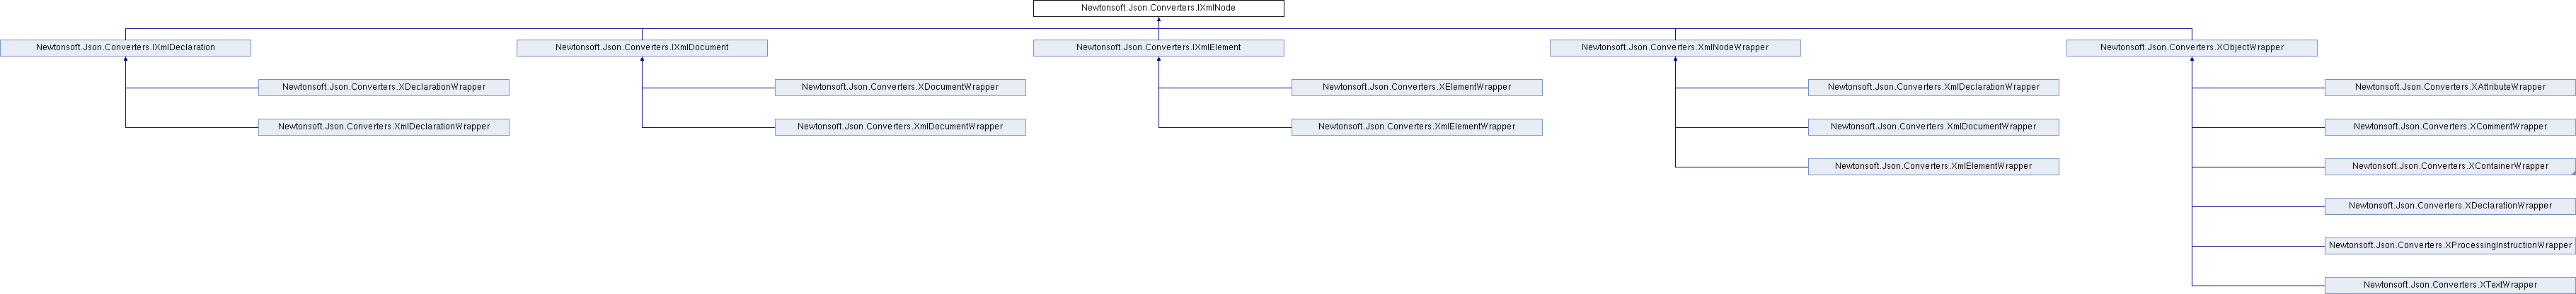 Newtonsoft.Json.Converters.IXmlNode
Newtonsoft.Json.Converters.IXmlDeclaration
Newtonsoft.Json.Converters.IXmlDocument
Newtonsoft.Json.Converters.IXmlElement
Newtonsoft.Json.Converters.XmlNodeWrapper
Newtonsoft.Json.Converters.XObjectWrapper
Newtonsoft.Json.Converters.XDeclarationWrapper
Newtonsoft.Json.Converters.XDocumentWrapper
Newtonsoft.Json.Converters.XElementWrapper
Newtonsoft.Json.Converters.XmlDeclarationWrapper
Newtonsoft.Json.Converters.XAttributeWrapper
Newtonsoft.Json.Converters.XmlDeclarationWrapper
Newtonsoft.Json.Converters.XmlDocumentWrapper
Newtonsoft.Json.Converters.XmlElementWrapper
Newtonsoft.Json.Converters.XmlDocumentWrapper
Newtonsoft.Json.Converters.XCommentWrapper
Newtonsoft.Json.Converters.XmlElementWrapper
Newtonsoft.Json.Converters.XContainerWrapper
Newtonsoft.Json.Converters.XDeclarationWrapper
Newtonsoft.Json.Converters.XProcessingInstructionWrapper
Newtonsoft.Json.Converters.XTextWrapper